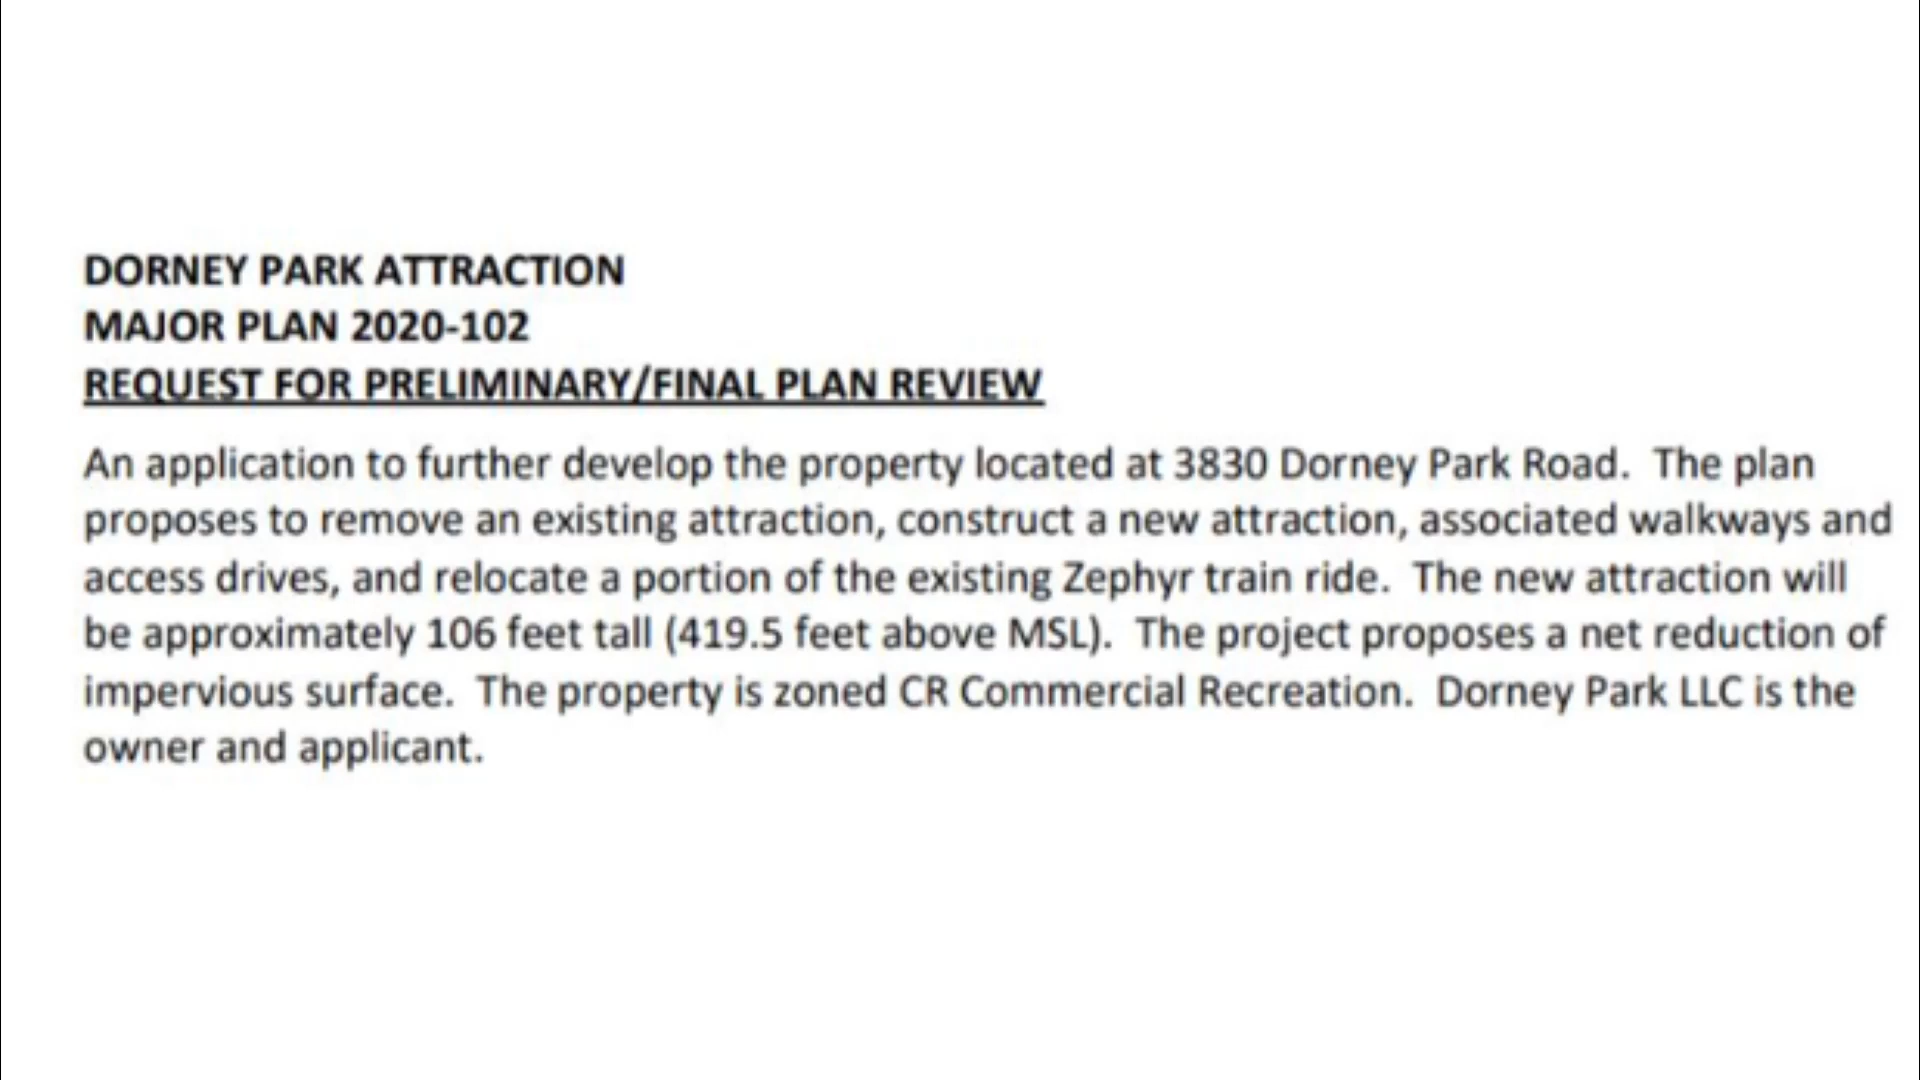 DORNEY PARK ATTRACTION
MAJOR PLAN 2020-102
REQUEST FOR PRELIMINARY/FINAL PLAN REVIEW
An application to further develop the property located at 3830 Dorney Park Road.  The plan
proposes to remove an existing attraction, construct a new attraction, associated walkways and
access drives, and relocate a portion of the existing Zephyr train ride.  The new attraction will
be approximately 106 feet tall (419.5 feet above MSL).  The project proposes a net reduction of
impervious surface.  The property is zoned CR Commercial Recreation.  Dorney Park LLC is the
owner and applicant.